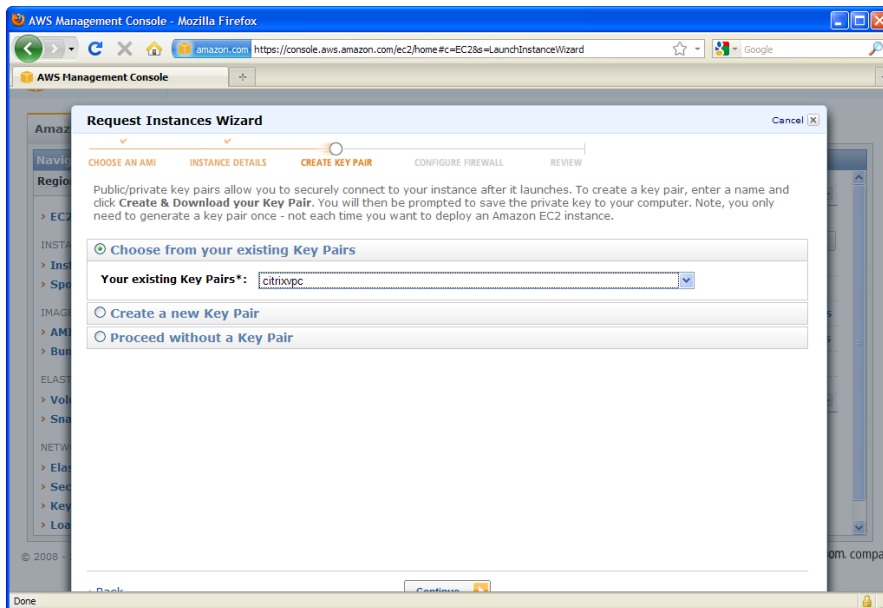 AWS Management Console - Mozilla Firefox
amazon.com https://console.aws.amazon.com/ec2/home#c=EC2&s=LaunchInstanceWizard
Google
AWS Management Console
Amaz
Request Instances Wizard
Cancel
CHOOSE AN AMI INSTANCE DETAILS CREATE KEY PAIR CONFIGURE FIREWALL REVIEW
Public/private key pairs allow you to securely connect to your instance after it launches. To create a key pair, enter a name and
click Create & Download your Key Pair. You will then be prompted to save the private key to your computer. Note, you only
need to generate a key pair once - not each time you want to deploy an Amazon EC2 instance.
Choose from your existing Key Pairs
Your existing Key Pairs*: citrixvpc
Create a new Key Pair
Proceed without a Key Pair
Navig
Regio
> EC2
INSTA
> Inst
> Spo
IMAGE
> AMI
> Bun
ELAST
> Volu
> Sna
NETW
> Elas
> Sec
> Key
> Loa
© 2008 -
om. compa
Back
Continue
Done